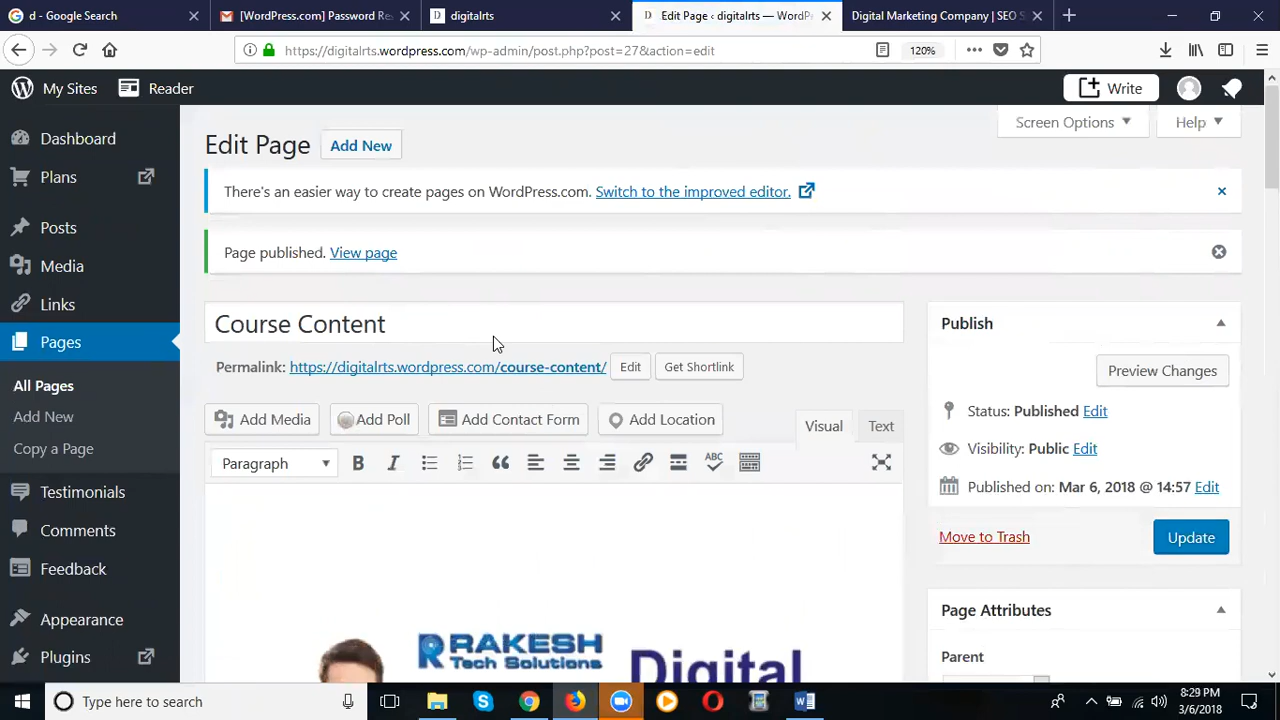 d - Google Search
[WordPress.com] Password Re
digitalrts
Edit Page ‹ digitalrts — WordP
Digital Marketing Company | SEO S
https://digitalrts.wordpress.com/wp-admin/post.php?post=27&action=edit
120%
My Sites
Reader
Write
Screen Options
Help
Dashboard
Plans
Posts
Media
Links
Pages
All Pages
Add New
Copy a Page
Testimonials
Comments
Feedback
Appearance
Plugins
Edit Page
Add New
There's an easier way to create pages on WordPress.com. Switch to the improved editor.
Page published. View page
Course Content
Permalink: https://digitalrts.wordpress.com/course-content/
Edit
Get Shortlink
Add Media
Add Poll
Add Contact Form
Add Location
Visual
Text
Paragraph
B
I
ABC
RAKESH
Tech Solutions
Digital
Publish
Preview Changes
Status: Published Edit
Visibility: Public Edit
Published on: Mar 6, 2018 @ 14:57 Edit
Move to Trash
Update
Page Attributes
Parent
Type here to search
8:29 PM
3/6/2018